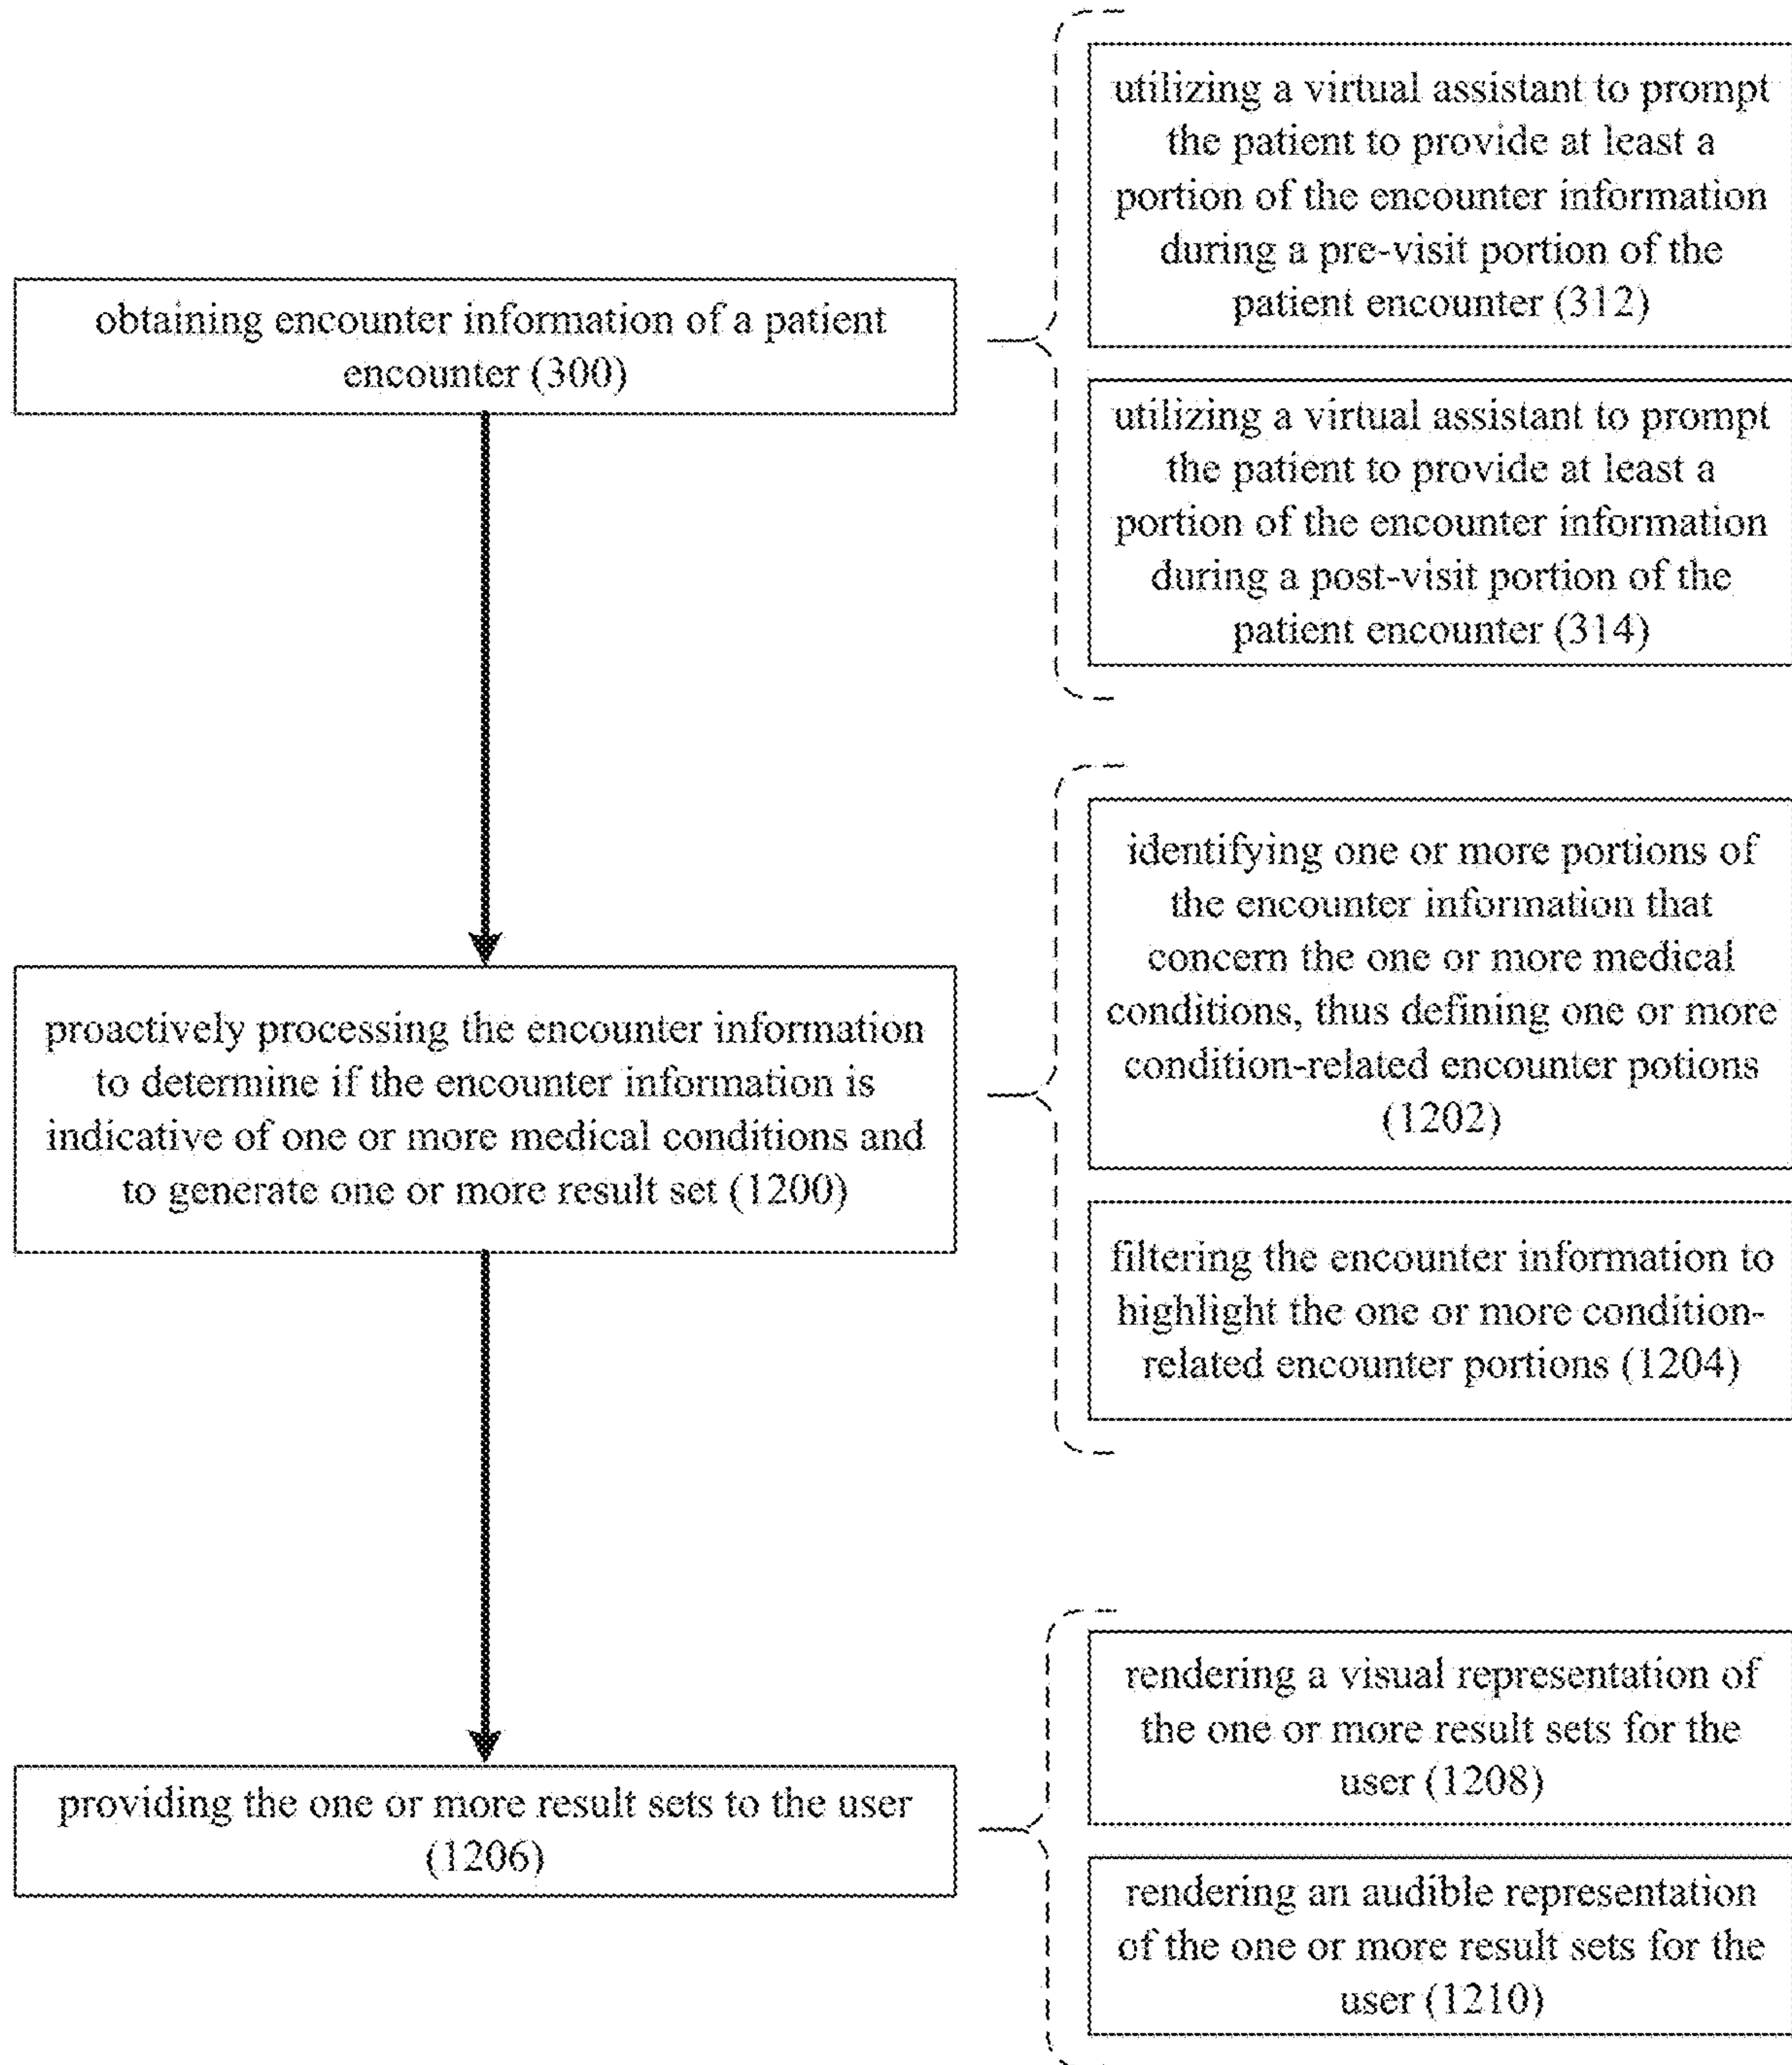 obtaining encounter information of a patient
encounter (300)
utilizing a virtual assistant to prompt
the patient to provide at least a
portion of the encounter information
during a pre-visit portion of the
patient encounter (312)
utilizing a virtual assistant to prompt
the patient to provide at least a
portion of the encounter information
during a post-visit portion of the
patient encounter (314)
proactively processing the encounter information
to determine if the encounter information is
indicative of one or more medical conditions and
to generate one or more result set (1200)
identifying one or more portions of
the encounter information that
concern the one or more medical
conditions, thus defining one or more
condition-related encounter potions
(1202)
filtering the encounter information to
highlight the one or more condition-
related encounter portions (1204)
providing the one or more result sets to the user
(1206)
rendering a visual representation of
the one or more result sets for the
user (1208)
rendering an audible representation
of the one or more result sets for the
user (1210)